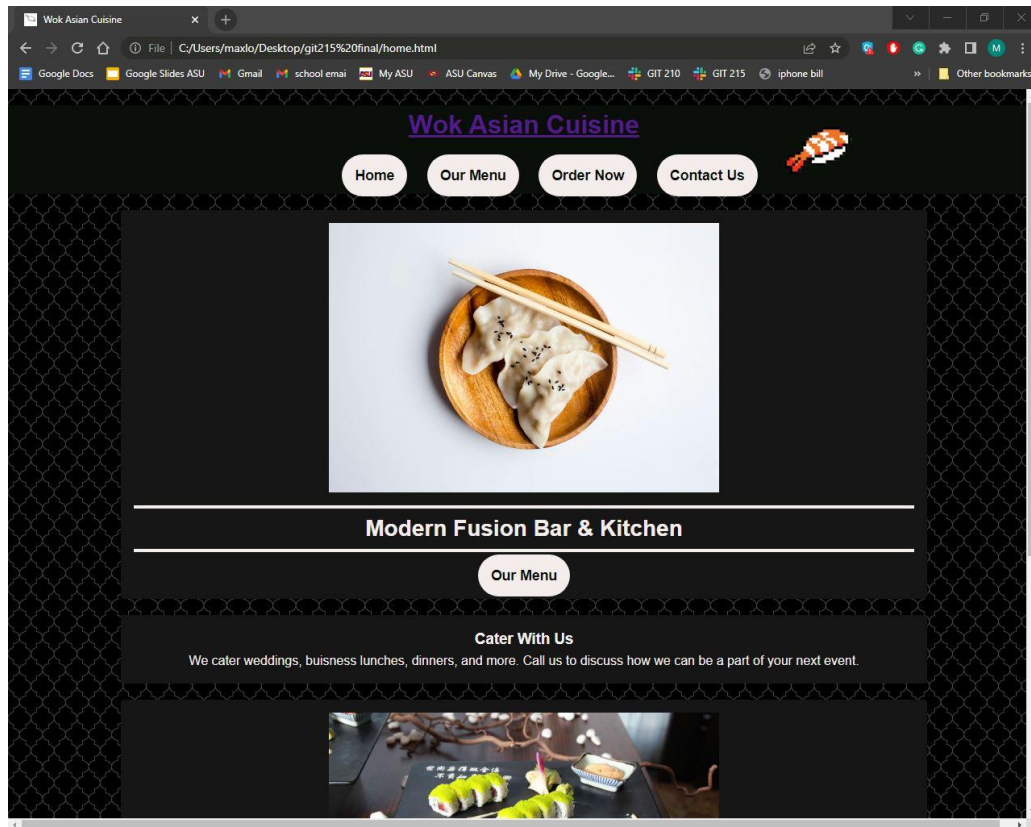 Wok Asian Cuisine
File | C:/Users/maxlo/Desktop/git215%20final/home.html
Google Docs Google Slides ASU Gmail school emai My ASU ASU Canvas My Drive - Google... GIT 210 GIT 215 iphone bill » Other bookmarks
Wok Asian Cuisine
Home Our Menu Order Now Contact Us
Modern Fusion Bar & Kitchen
Our Menu
Cater With Us
We cater weddings, buisness lunches, dinners, and more. Call us to discuss how we can be a part of your next event.